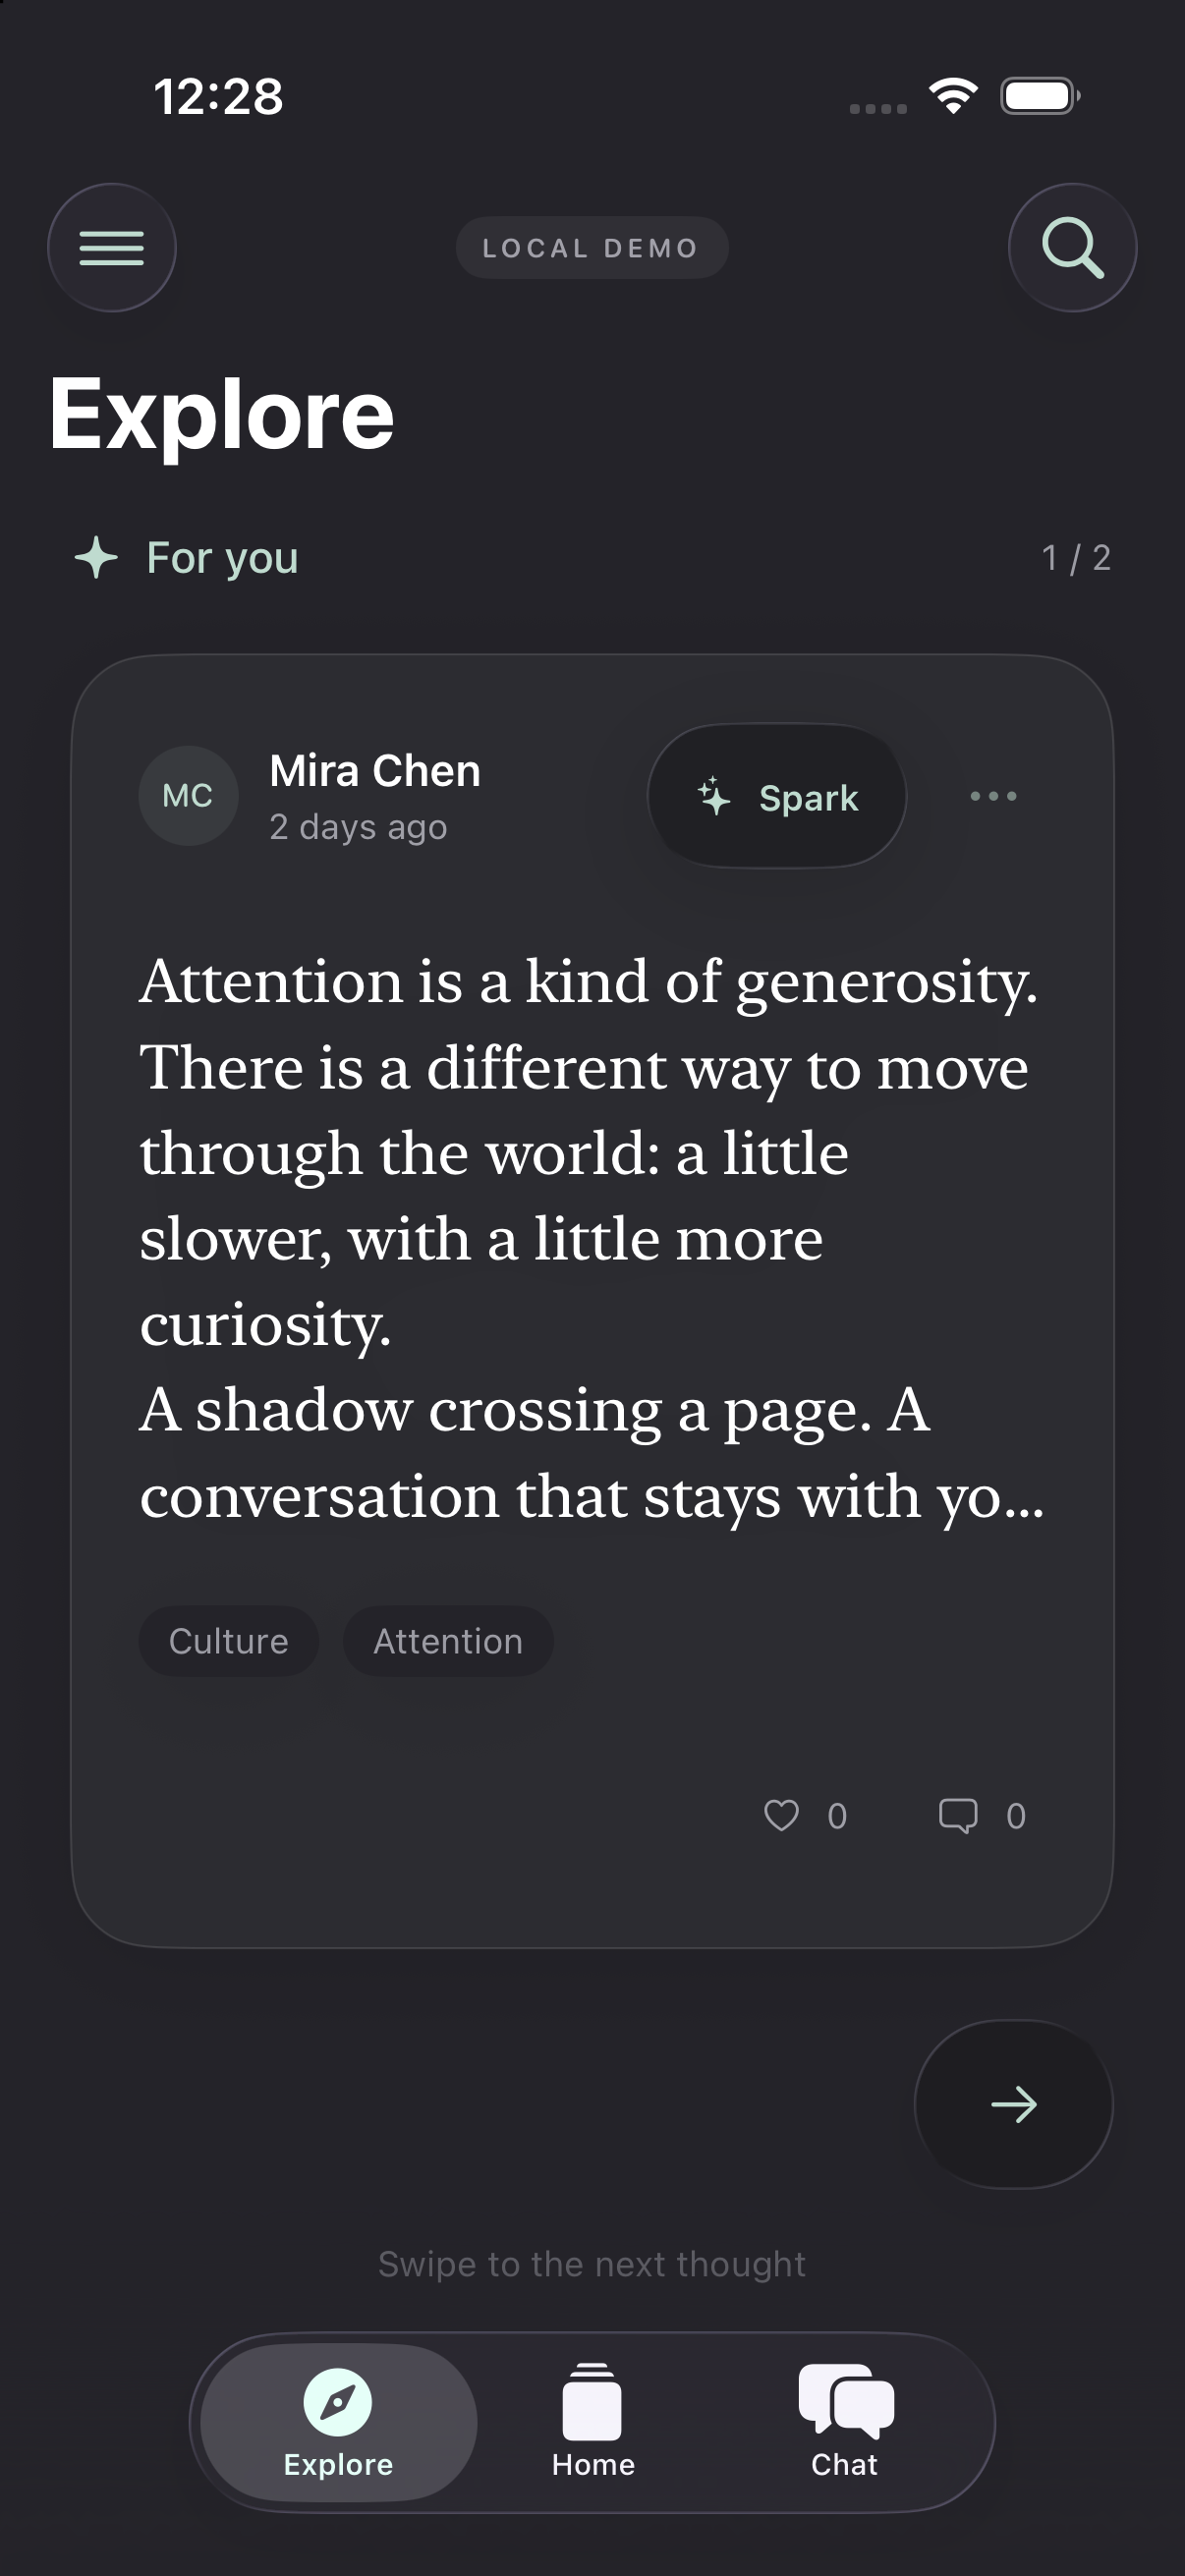 12:28
LOCAL DEMO
Explore
For you
1 / 2
MC
Mira Chen
2 days ago
Spark
Attention is a kind of generosity.
There is a different way to move
through the world: a little
slower, with a little more
curiosity.
A shadow crossing a page. A
conversation that stays with yo...
Culture
Attention
0
0
Swipe to the next thought
Explore
Home
Chat